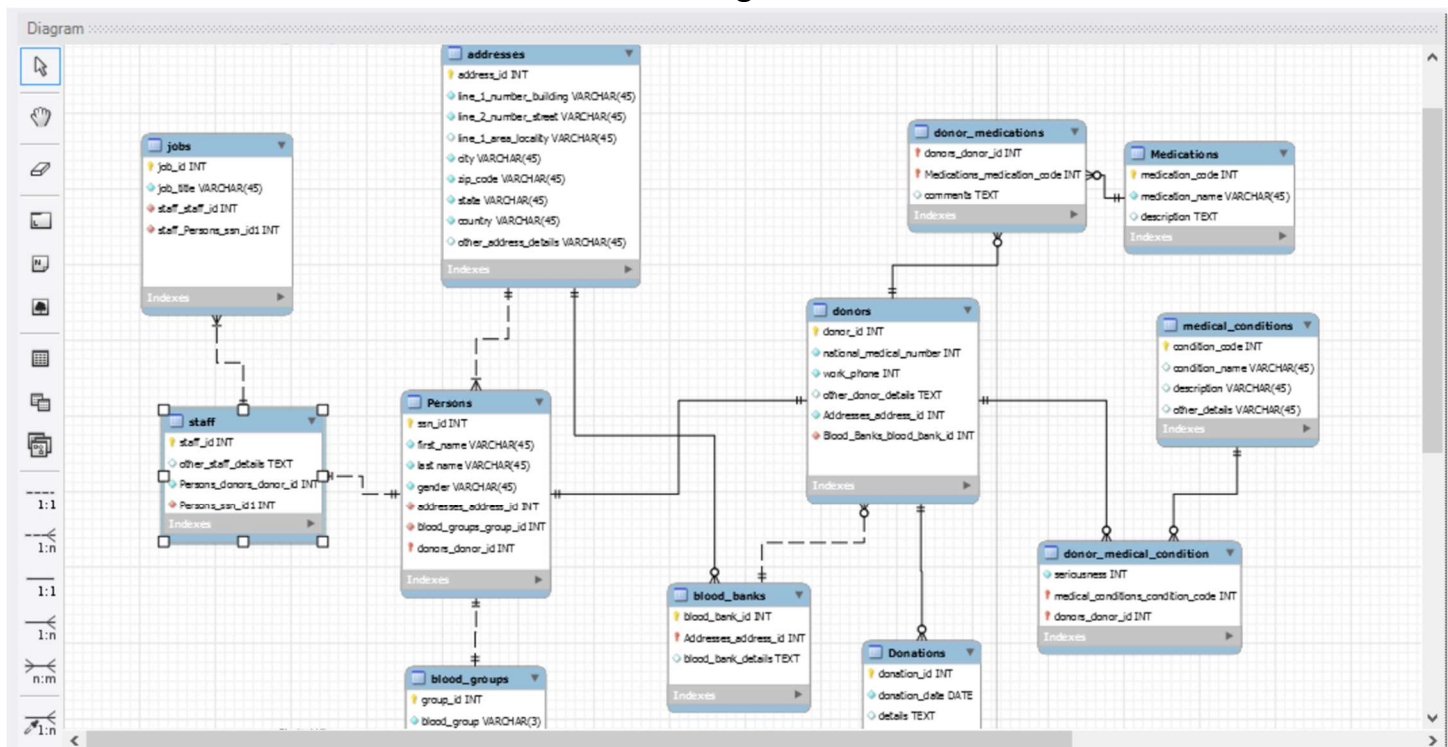 Diagram
addresses
address_id INT
line_1_number_building VARCHAR(45)
line_2_number_street VARCHAR(45)
line_1_area_locality VARCHAR(45)
city VARCHAR(45)
zip_code VARCHAR(45)
state VARCHAR(45)
country VARCHAR(45)
other_address_details VARCHAR(45)
Indexes
jobs
job_id INT
job_title VARCHAR(45)
staff_staff_id INT
staff_Persons_ssn_id1 INT
Indexes
donor_medications
donors_donor_id INT
Medications_medication_code INT
comments TEXT
Indexes
Medications
medication_code INT
medication_name VARCHAR(45)
description TEXT
Indexes
donors
donor_id INT
national_medical_number INT
work_phone INT
other_donor_details TEXT
Addresses_address_id INT
Blood_Banks_blood_bank_id INT
Indexes
medical_conditions
condition_code INT
condition_name VARCHAR(45)
description VARCHAR(45)
other_details VARCHAR(45)
Indexes
staff
staff_id INT
other_staff_details TEXT
Persons_donors_donor_id INT
Persons_ssn_id1 INT
Indexes
Persons
ssn_id INT
first_name VARCHAR(45)
last name VARCHAR(45)
gender VARCHAR(45)
addresses_address_id INT
blood_groups_group_id INT
donors_donor_id INT
Indexes
donor_medical_condition
seriousness INT
medical_conditions_condition_code INT
donors_donor_id INT
Indexes
blood_banks
blood_bank_id INT
Addresses_address_id INT
blood_bank_details TEXT
Indexes
Donations
donation_id INT
donation_date DATE
details TEXT
blood_groups
group_id INT
blood_group VARCHAR(3)
1:1
1:n
1:1
1:n
n:m
1:n